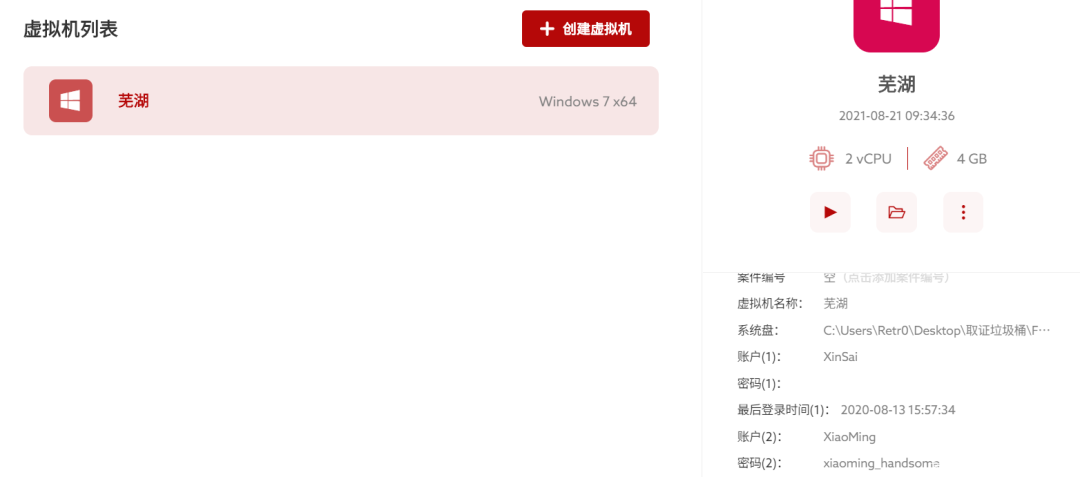 虚拟机列表
创建虚拟机
芜湖
Windows 7 x64
芜湖
2021-08-21 09:34:36
2 vCPU
4 GB
案件编号 空（点击添加案件编号）
虚拟机名称： 芜湖
系统盘： C:\Users\Retr0\Desktop\取证垃圾桶\F···
账户(1)： XinSai
密码(1)：
最后登录时间(1)： 2020-08-13 15:57:34
账户(2)： XiaoMing
密码(2)： xiaoming_handsome